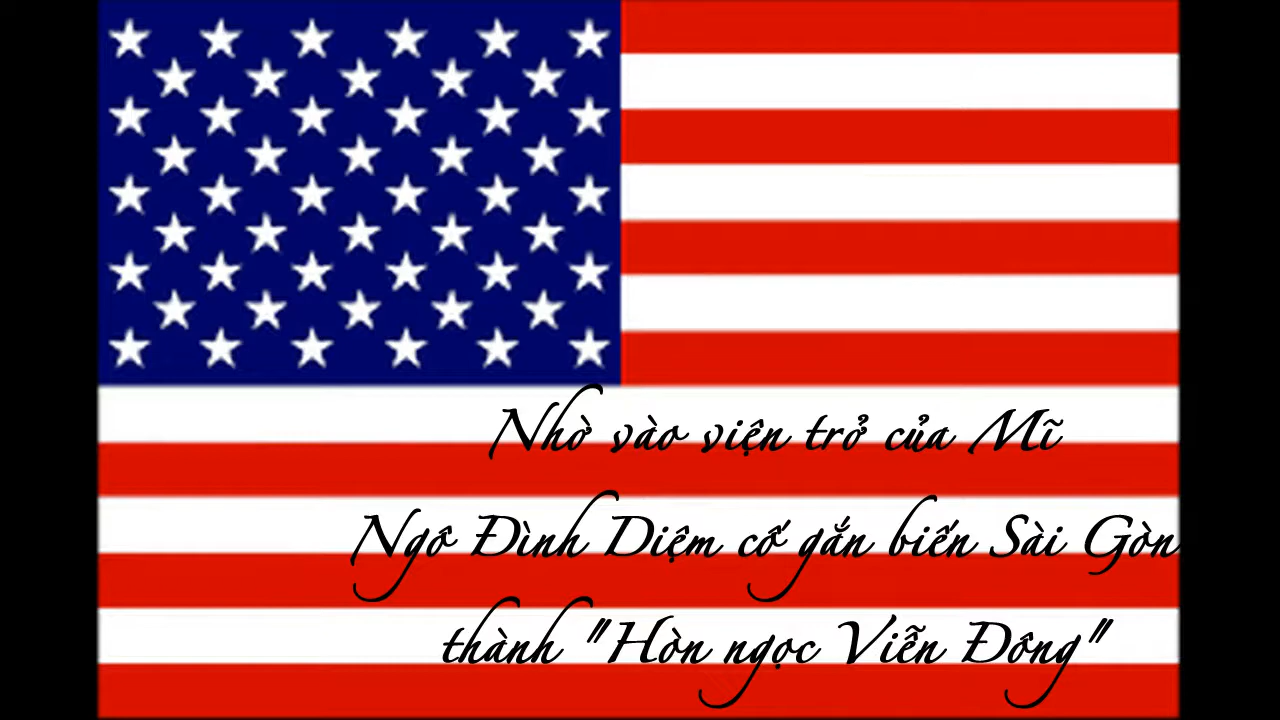 Nhờ vào viện trở của Mĩ
Ngô Đình Diệm cố gắn biến Sài Gòn
thành "Hòn ngọc Viễn Đông"